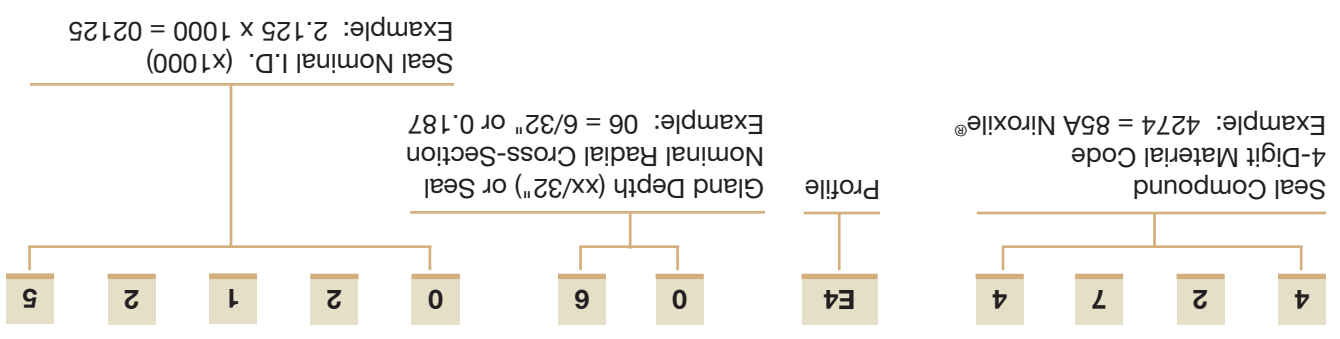 4 2 7 4 E4 0 6 0 2 1 2 5
Seal Compound
4-Digit Material Code
Example: 4274 = 85A Niroxile®
Profile
Gland Depth (xx/32") or Seal
Nominal Radial Cross-Section
Example: 06 = 6/32" or 0.187
Seal Nominal I.D. (x1000)
Example: 2.125 x 1000 = 02125